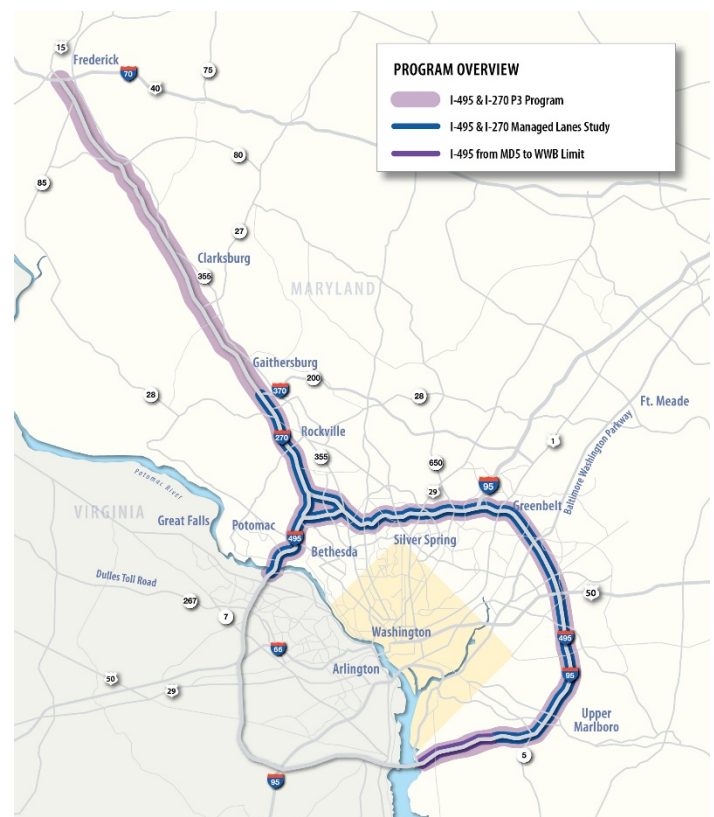 15
Frederick
70
75
40
PROGRAM OVERVIEW
I-495 & I-270 P3 Program
I-495 & I-270 Managed Lanes Study
I-495 from MD5 to WWB Limit
80
85
27
Clarksburg
355
MARYLAND
Gaithersburg
370
200
28
28
Ft. Meade
270
Rockville
355
650
1
Baltimore Washington Parkway
29
95
Greenbelt
Potomac River
VIRGINIA
Great Falls
Potomac
495
Bethesda
Silver Spring
Dulles Toll Road
267
7
50
Washington
66
Arlington
495
95
50
29
Upper
Marlboro
5
95